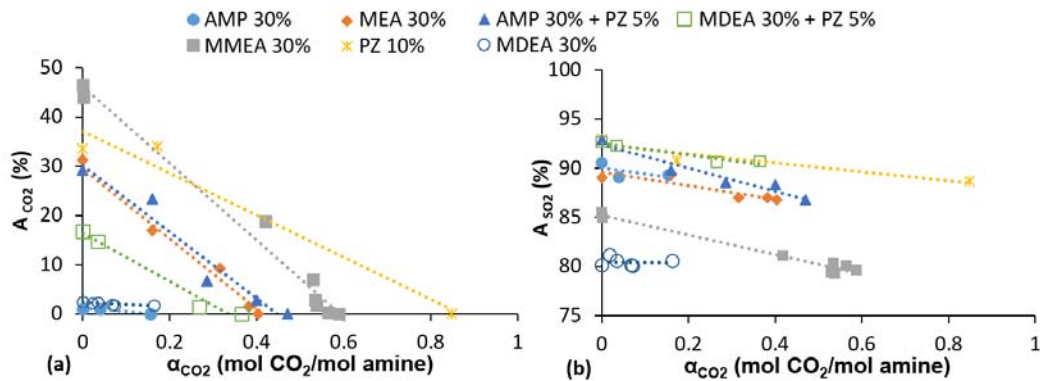 AMP 30% MEA 30% AMP 30% + PZ 5% MDEA 30% + PZ 5%
MMEA 30% PZ 10% MDEA 30%
50
40
30
20
10
0
A CO2 (%)
0 0.2 0.4 0.6 0.8 1
(a) αCO2 (mol CO2/mol amine)
100
95
90
85
80
75
A SO2 (%)
0 0.2 0.4 0.6 0.8 1
(b) αCO2 (mol CO2/mol amine)